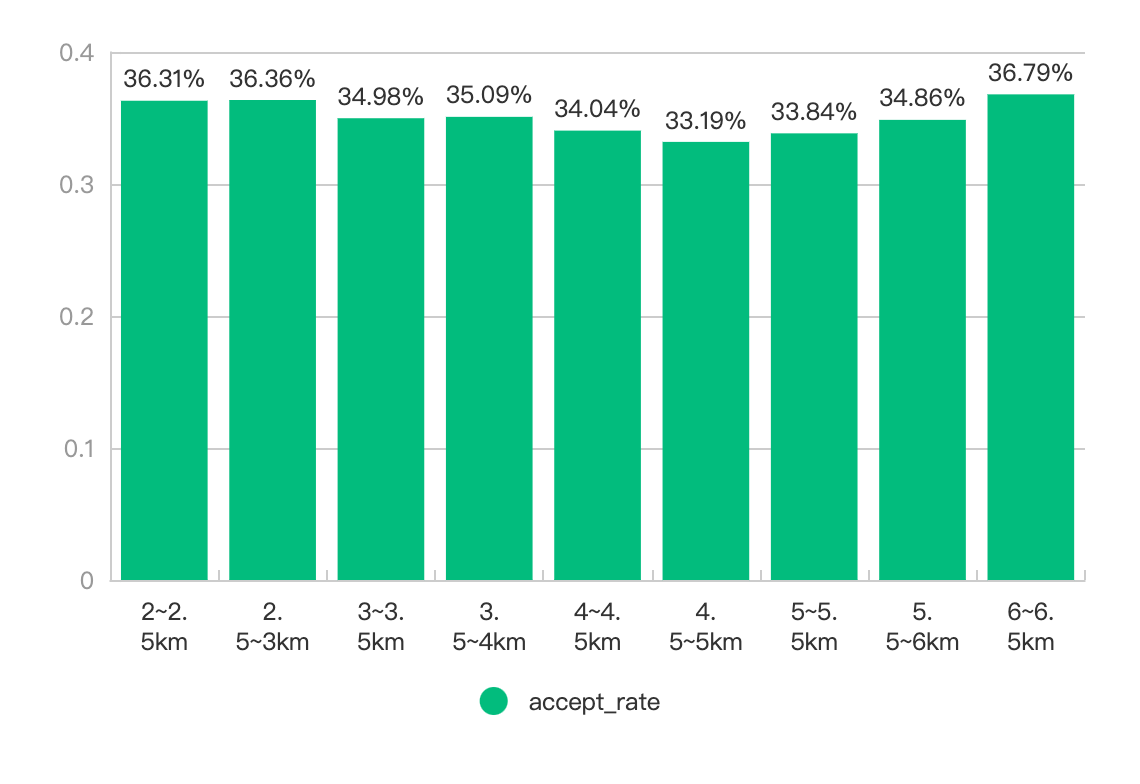 0.4
0.3
0.2
0.1
0
36.31%
36.36%
34.98%
35.09%
34.04%
33.19%
33.84%
34.86%
36.79%
2~2.
5km
2.
5~3km
3~3.
5km
3.
5~4km
4~4.
5km
4.
5~5km
5~5.
5km
5.
5~6km
6~6.
5km
accept_rate